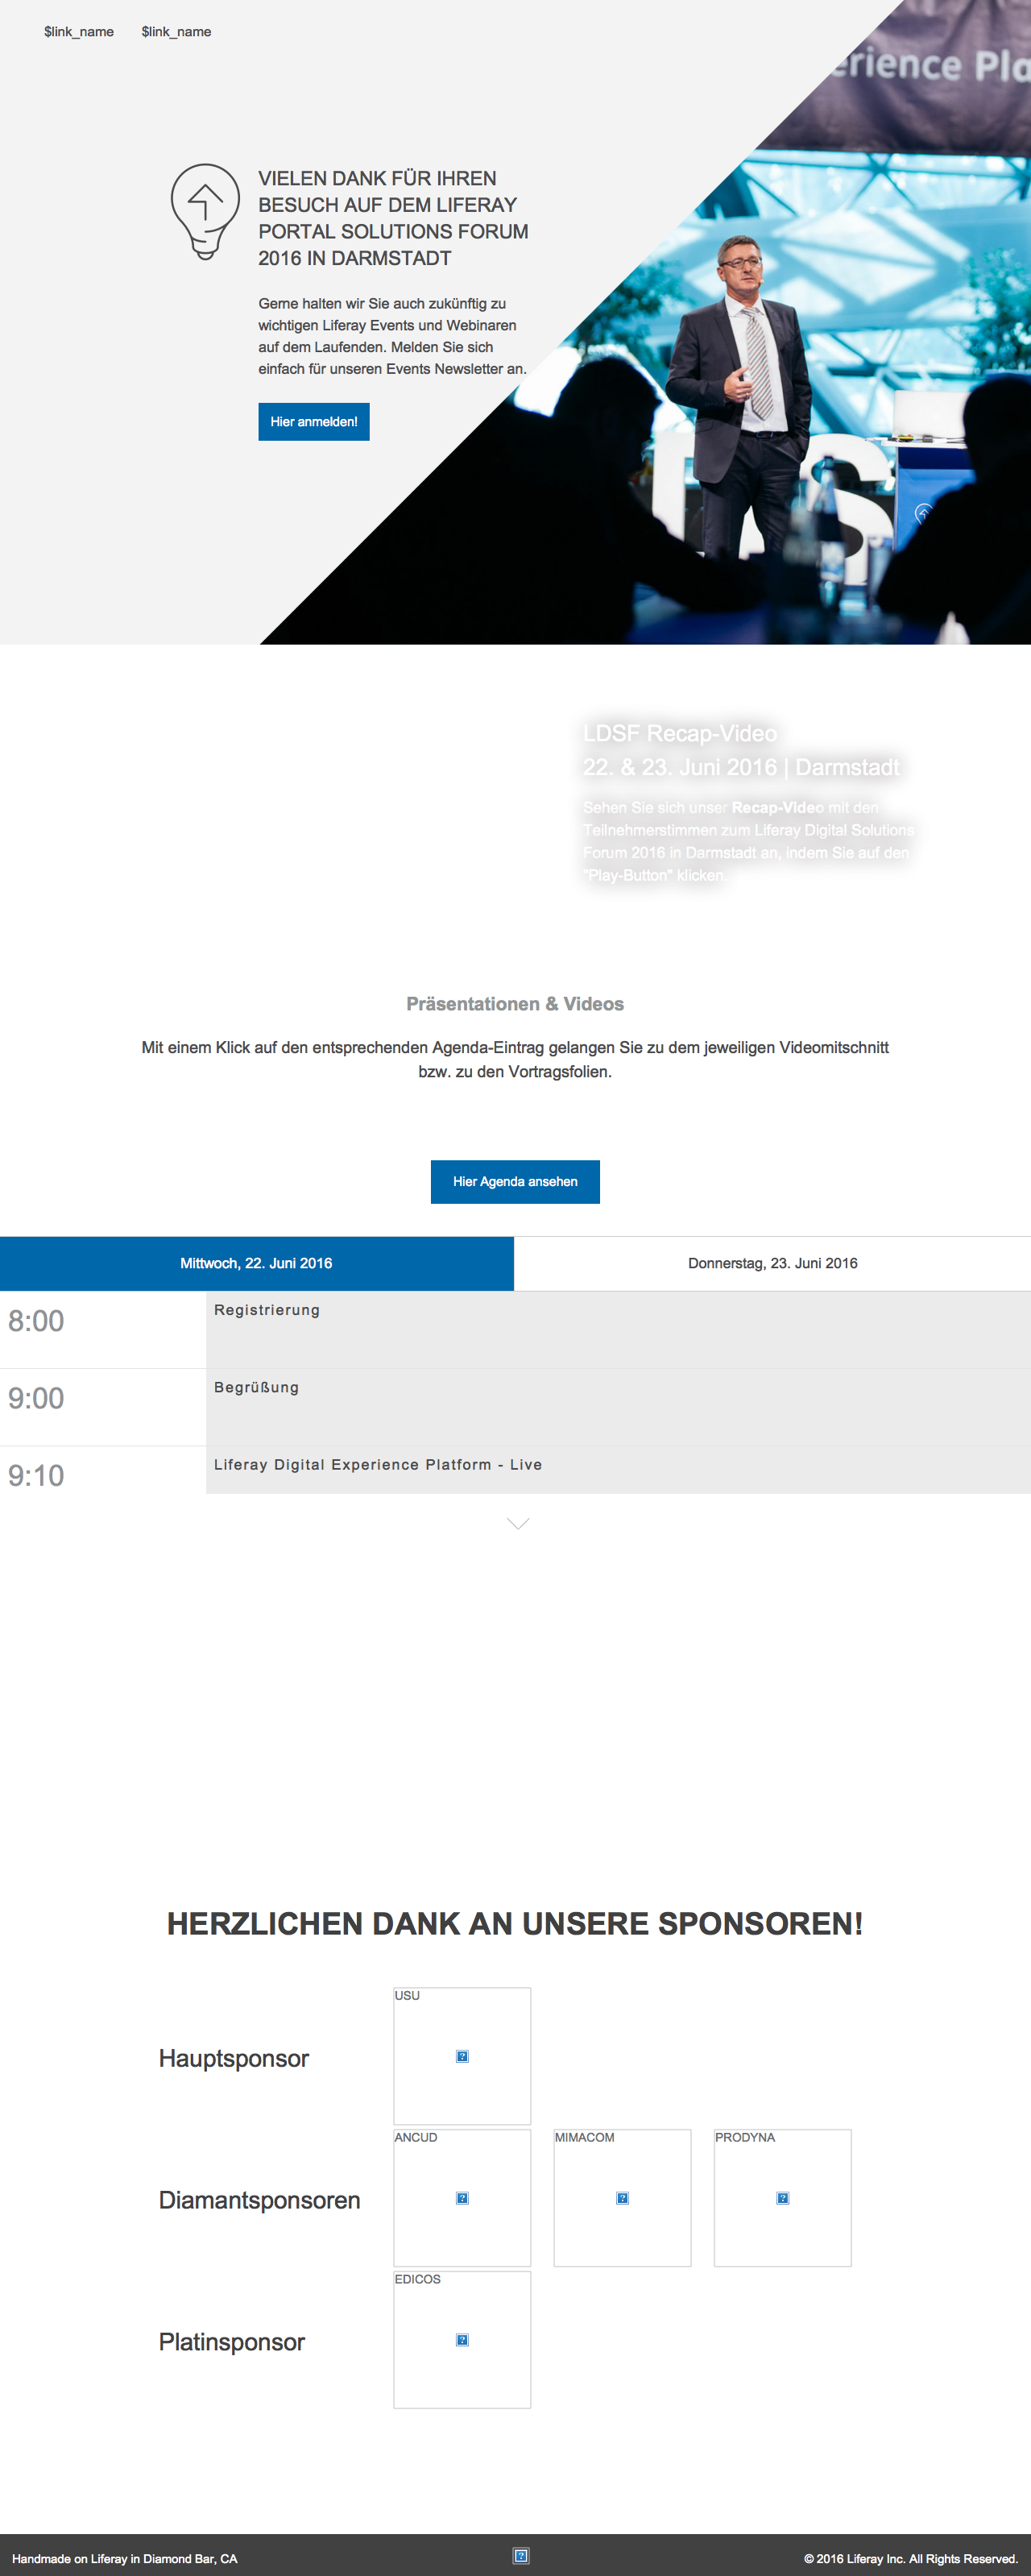 $link_name $link_name
erience Pla
VIELEN DANK FÜR IHREN
BESUCH AUF DEM LIFERAY
PORTAL SOLUTIONS FORUM
2016 IN DARMSTADT
Gerne halten wir Sie auch zukünftig zu
wichtigen Liferay Events und Webinaren
auf dem Laufenden. Melden Sie sich
einfach für unseren Events Newsletter an.
Hier anmelden!
LDSF Recap-Video
22. & 23. Juni 2016 | Darmstadt
Sehen Sie sich unser Recap-Video mit den
Teilnehmerstimmen zum Liferay Digital Solutions
Forum 2016 in Darmstadt an, indem Sie auf den
"Play-Button" klicken.
Präsentationen & Videos
Mit einem Klick auf den entsprechenden Agenda-Eintrag gelangen Sie zu dem jeweiligen Videomitschnitt
bzw. zu den Vortragsfolien.
Hier Agenda ansehen
Mittwoch, 22. Juni 2016 Donnerstag, 23. Juni 2016
8:00 Registrierung
9:00 Begrüßung
9:10 Liferay Digital Experience Platform - Live
HERZLICHEN DANK AN UNSERE SPONSOREN!
USU
Hauptsponsor
ANCUD MIMACOM PRODYNA
Diamantsponsoren
EDICOS
Platinsponsor
Handmade on Liferay in Diamond Bar, CA © 2016 Liferay Inc. All Rights Reserved.